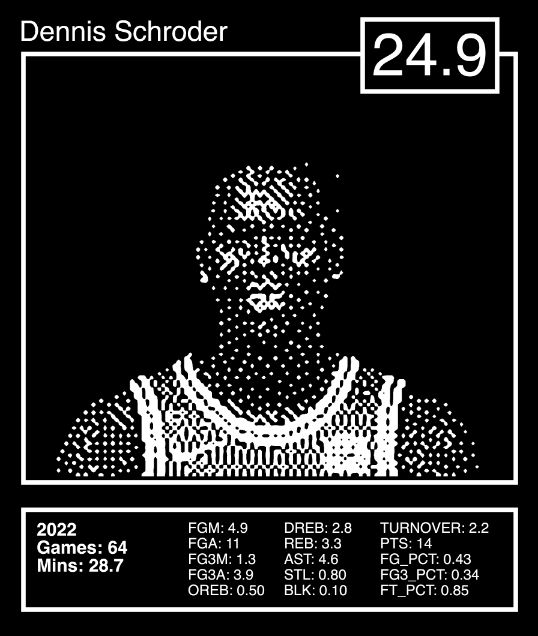 Dennis Schroder
24.9
2022
Games: 64
Mins: 28.7
FGM: 4.9
FGA: 11
FG3M: 1.3
FG3A: 3.9
OREB: 0.50
DREB: 2.8
REB: 3.3
AST: 4.6
STL: 0.80
BLK: 0.10
TURNOVER: 2.2
PTS: 14
FG_PCT: 0.43
FG3_PCT: 0.34
FT_PCT: 0.85